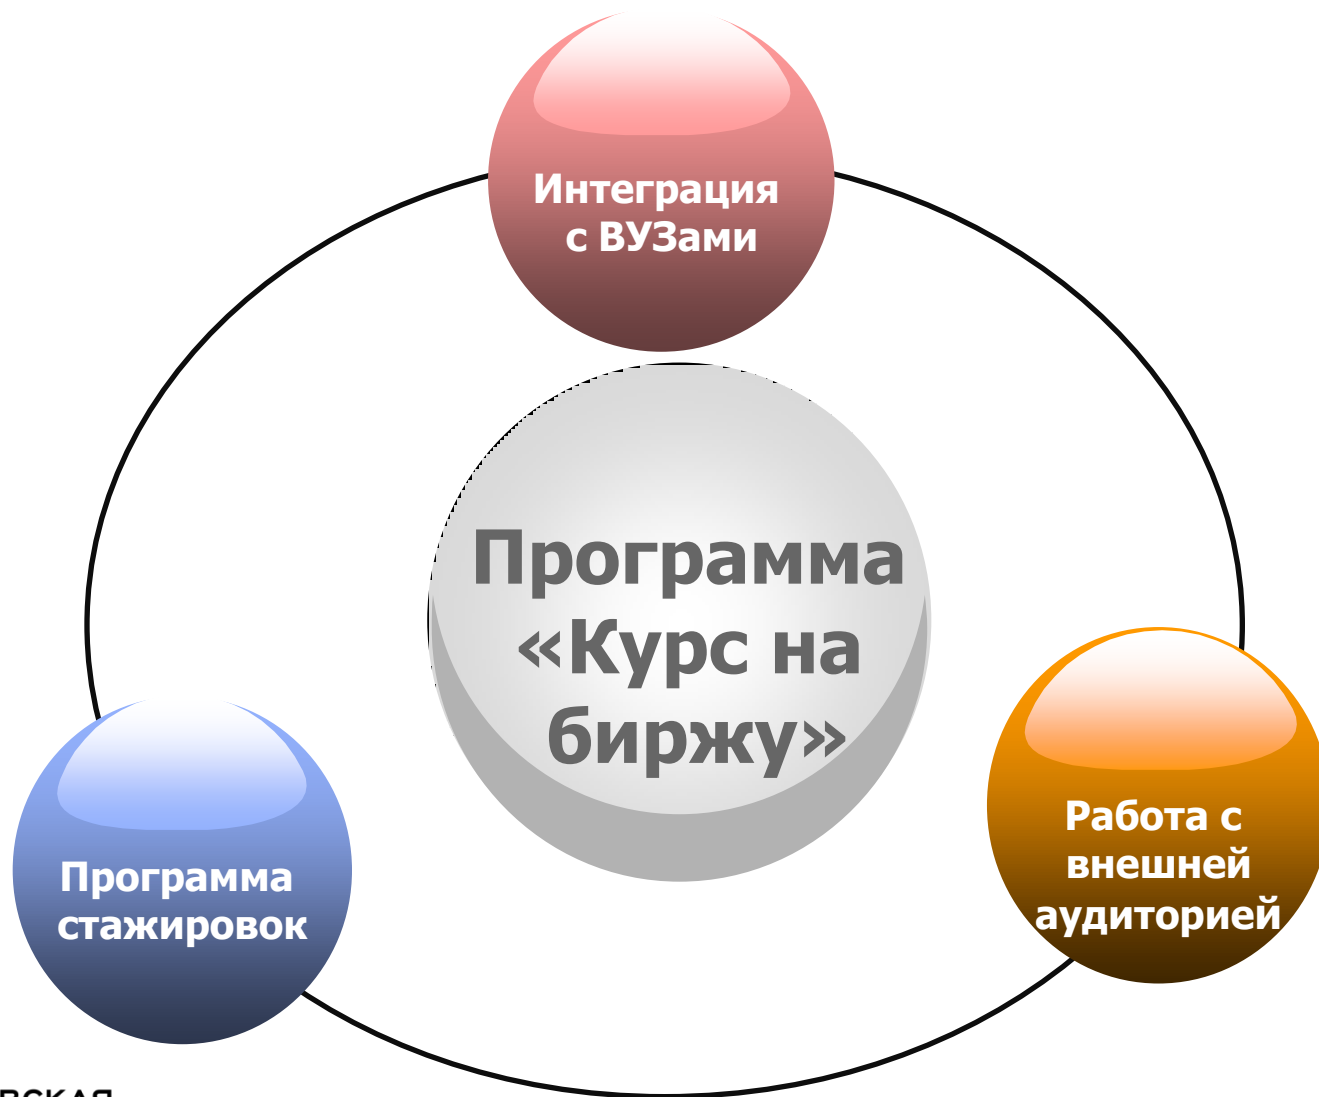 Интеграция
с ВУЗами
Программа
«Курс на
биржу»
Работа с
внешней
аудиторией
Программа
стажировок